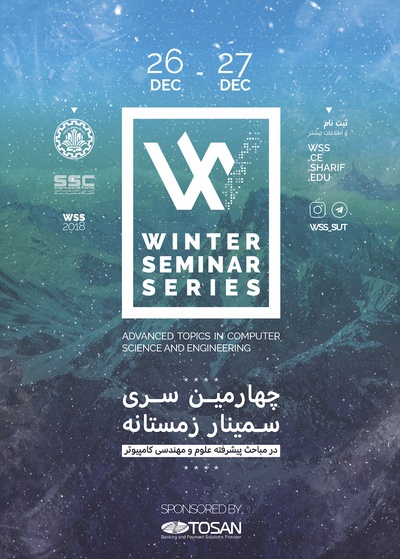 26 - 27
DEC DEC
ثبت نام
و اطلاعات بیشتر
WSS
.CE
.SHARIF
.EDU
SSC
WSS
2018
WSS_SUT
WINTER
SEMINAR
SERIES
ADVANCED TOPICS IN COMPUTER
SCIENCE AND ENGINEERING
چهارمین سری
سمینار زمستانه
در مباحث پیشرفته علوم و مهندسی کامپیوتر
SPONSORED BY
TOSAN
Banking and Payment Solutions Provider